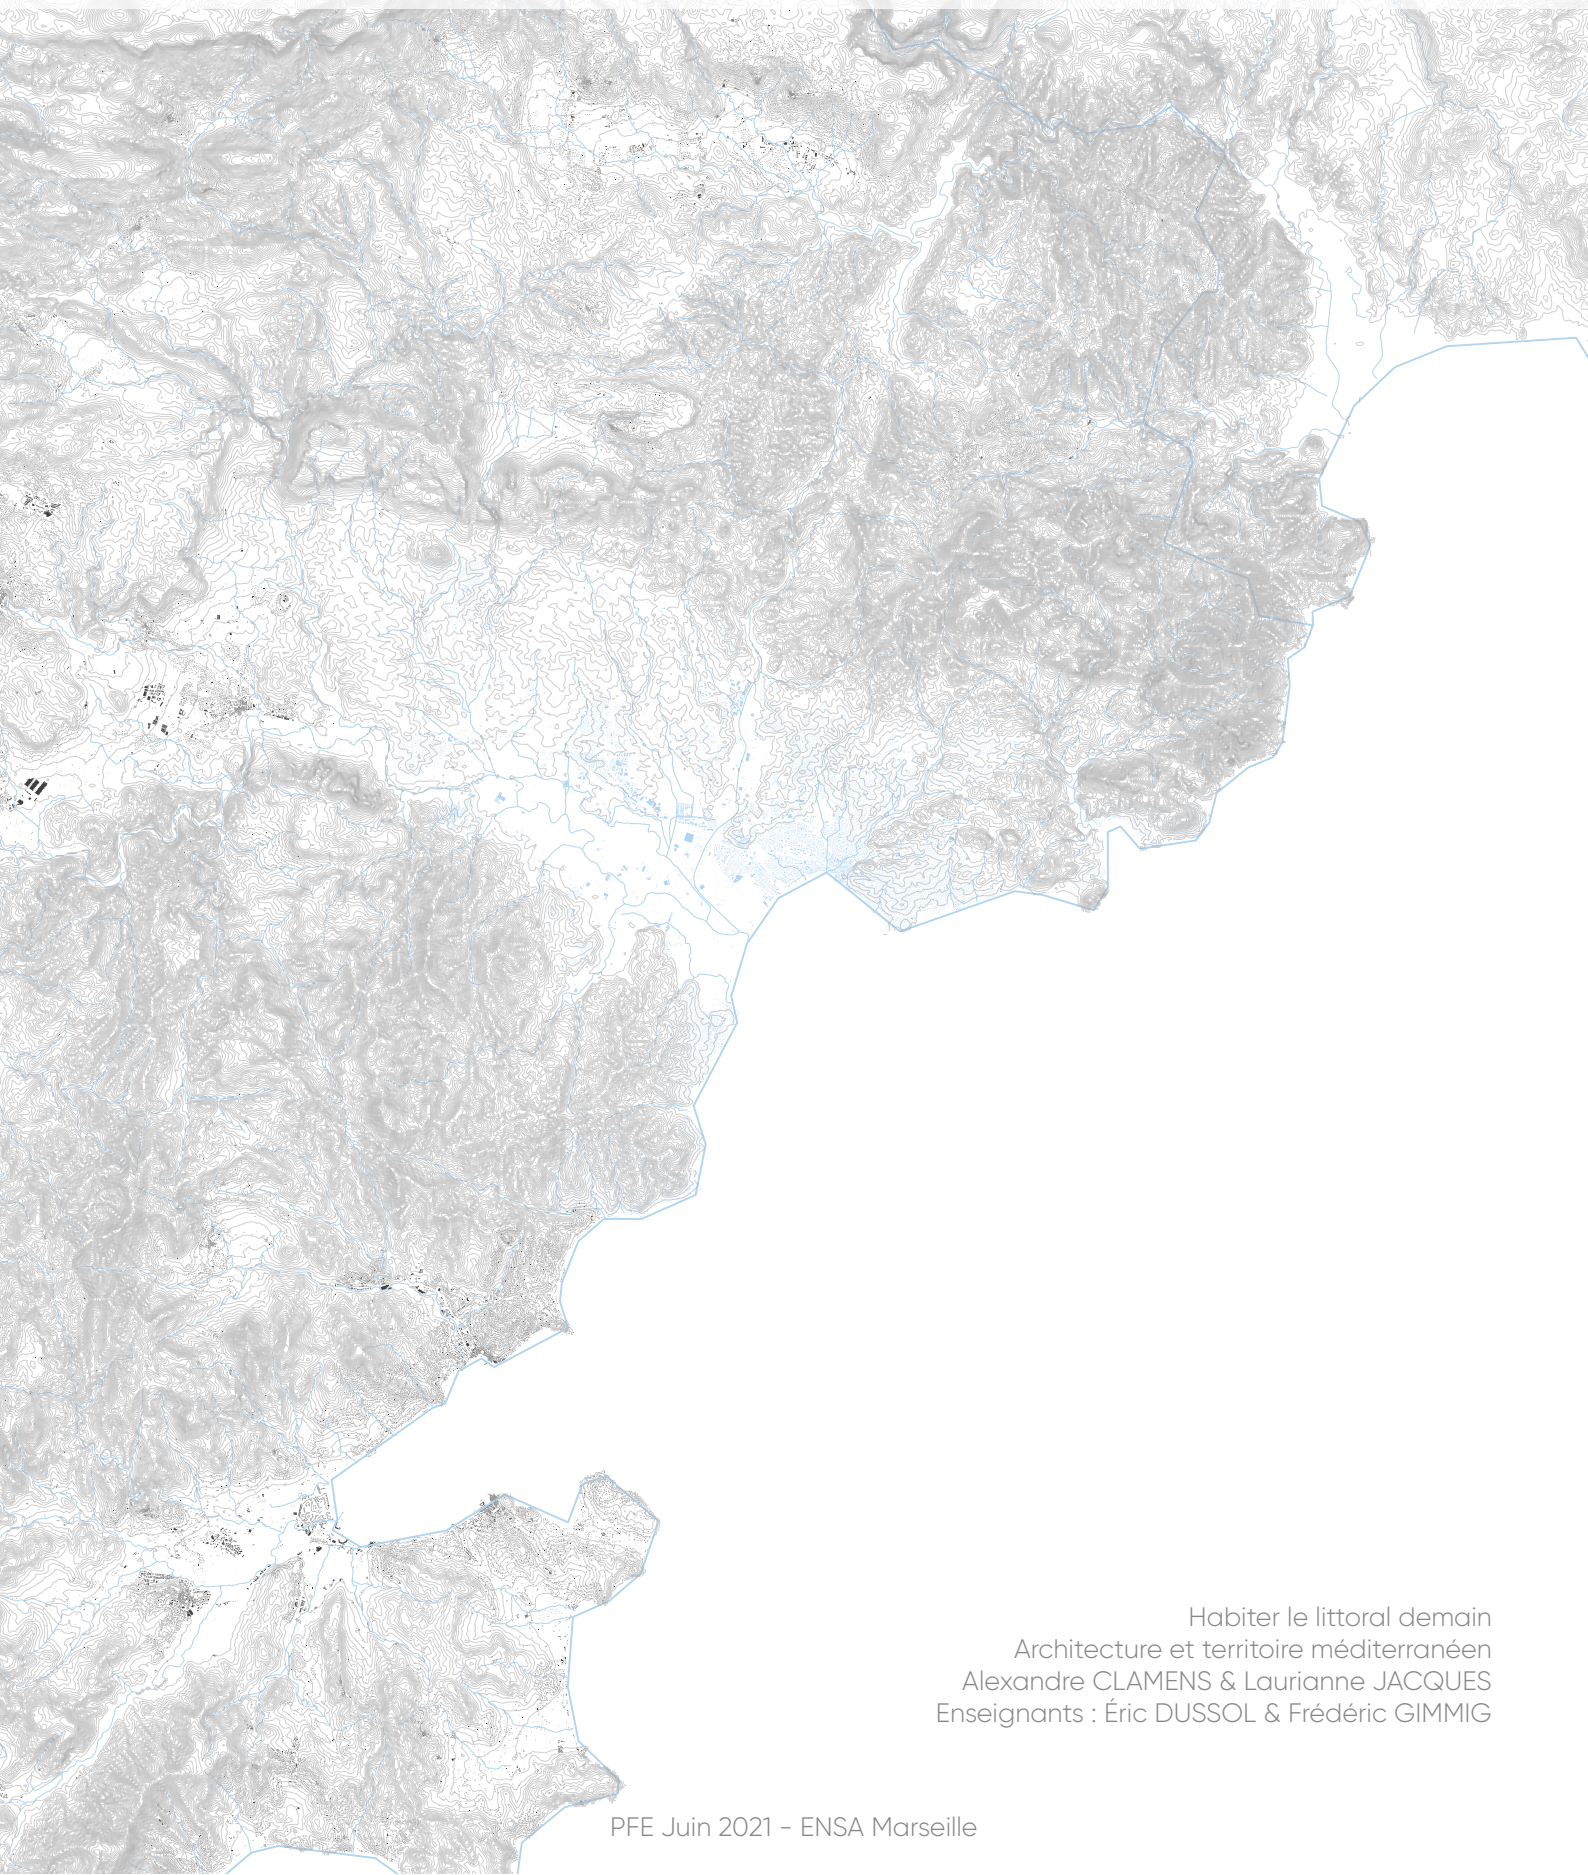 Habiter le littoral demain
Architecture et territoire méditerranéen
Alexandre CLAMENS & Laurianne JACQUES
Enseignants : Éric DUSSOL & Frédéric GIMMIG
PFE Juin 2021 - ENSA Marseille